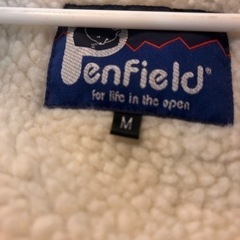 Penfield®
for life in the open
M